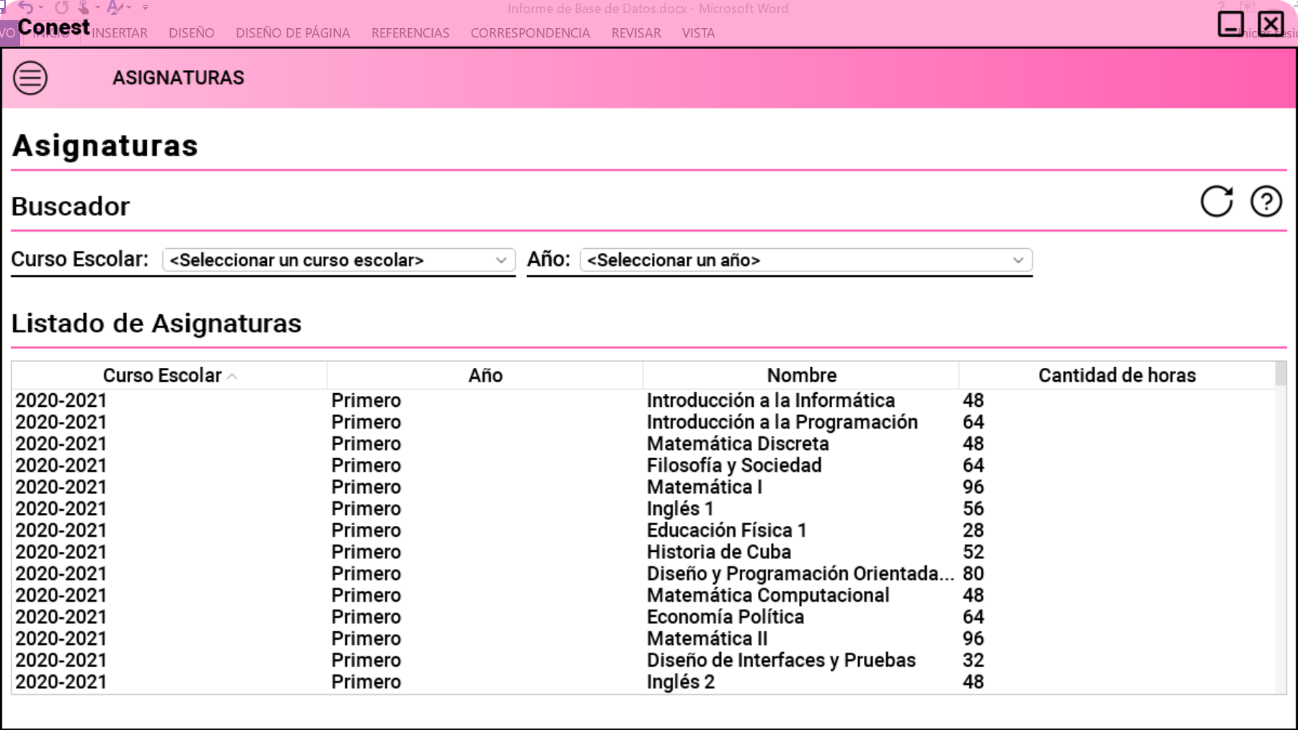 Informe de Base de Datos.docx - Microsoft Word
Conest
INICIO INSERTAR DISEÑO DISEÑO DE PÁGINA REFERENCIAS CORRESPONDENCIA REVISAR VISTA
ASIGNATURAS
Asignaturas
Buscador
Curso Escolar: <Seleccionar un curso escolar> Año: <Seleccionar un año>
Listado de Asignaturas
Curso Escolar Año Nombre Cantidad de horas
2020-2021 Primero Introducción a la Informática 48
2020-2021 Primero Introducción a la Programación 64
2020-2021 Primero Matemática Discreta 48
2020-2021 Primero Filosofía y Sociedad 64
2020-2021 Primero Matemática I 96
2020-2021 Primero Inglés 1 56
2020-2021 Primero Educación Física 1 28
2020-2021 Primero Historia de Cuba 52
2020-2021 Primero Diseño y Programación Orientada... 80
2020-2021 Primero Matemática Computacional 48
2020-2021 Primero Economía Política 64
2020-2021 Primero Matemática II 96
2020-2021 Primero Diseño de Interfaces y Pruebas 32
2020-2021 Primero Inglés 2 48